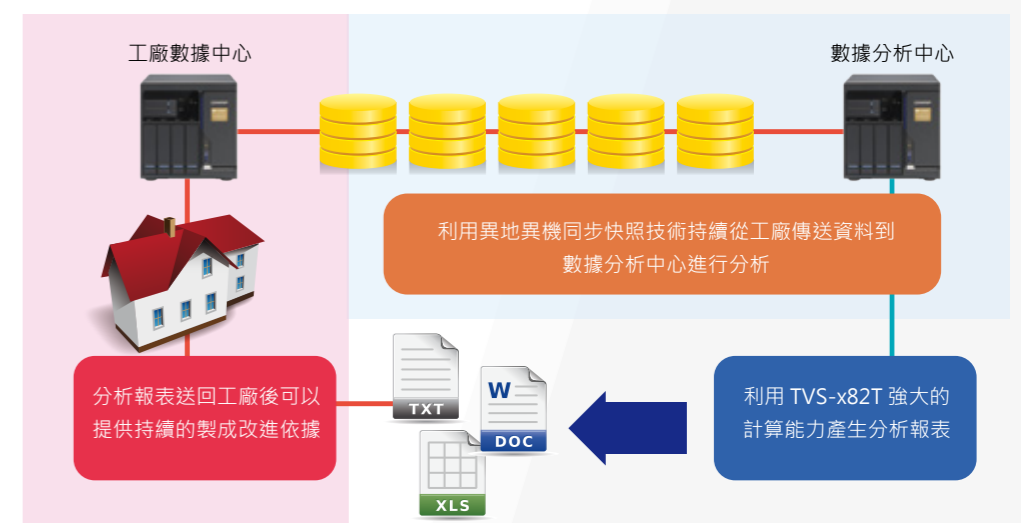 工廠數據中心
數據分析中心
利用異地異機同步快照技術持續從工廠傳送資料到
數據分析中心進行分析
分析報表送回工廠後可以
提供持續的製成改進依據
TXT
W
DOC
XLS
利用 TVS-x82T 強大的
計算能力產生分析報表